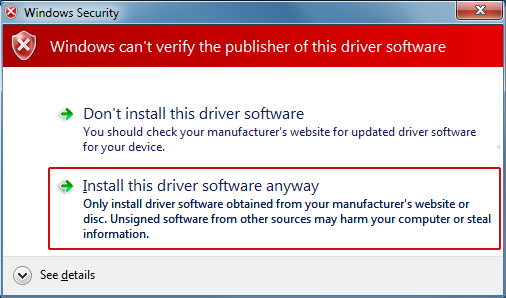 Windows Security
Windows can't verify the publisher of this driver software
Don't install this driver software
You should check your manufacturer's website for updated driver software
for your device.
Install this driver software anyway
Only install driver software obtained from your manufacturer's website or
disc. Unsigned software from other sources may harm your computer or steal
information.
See details